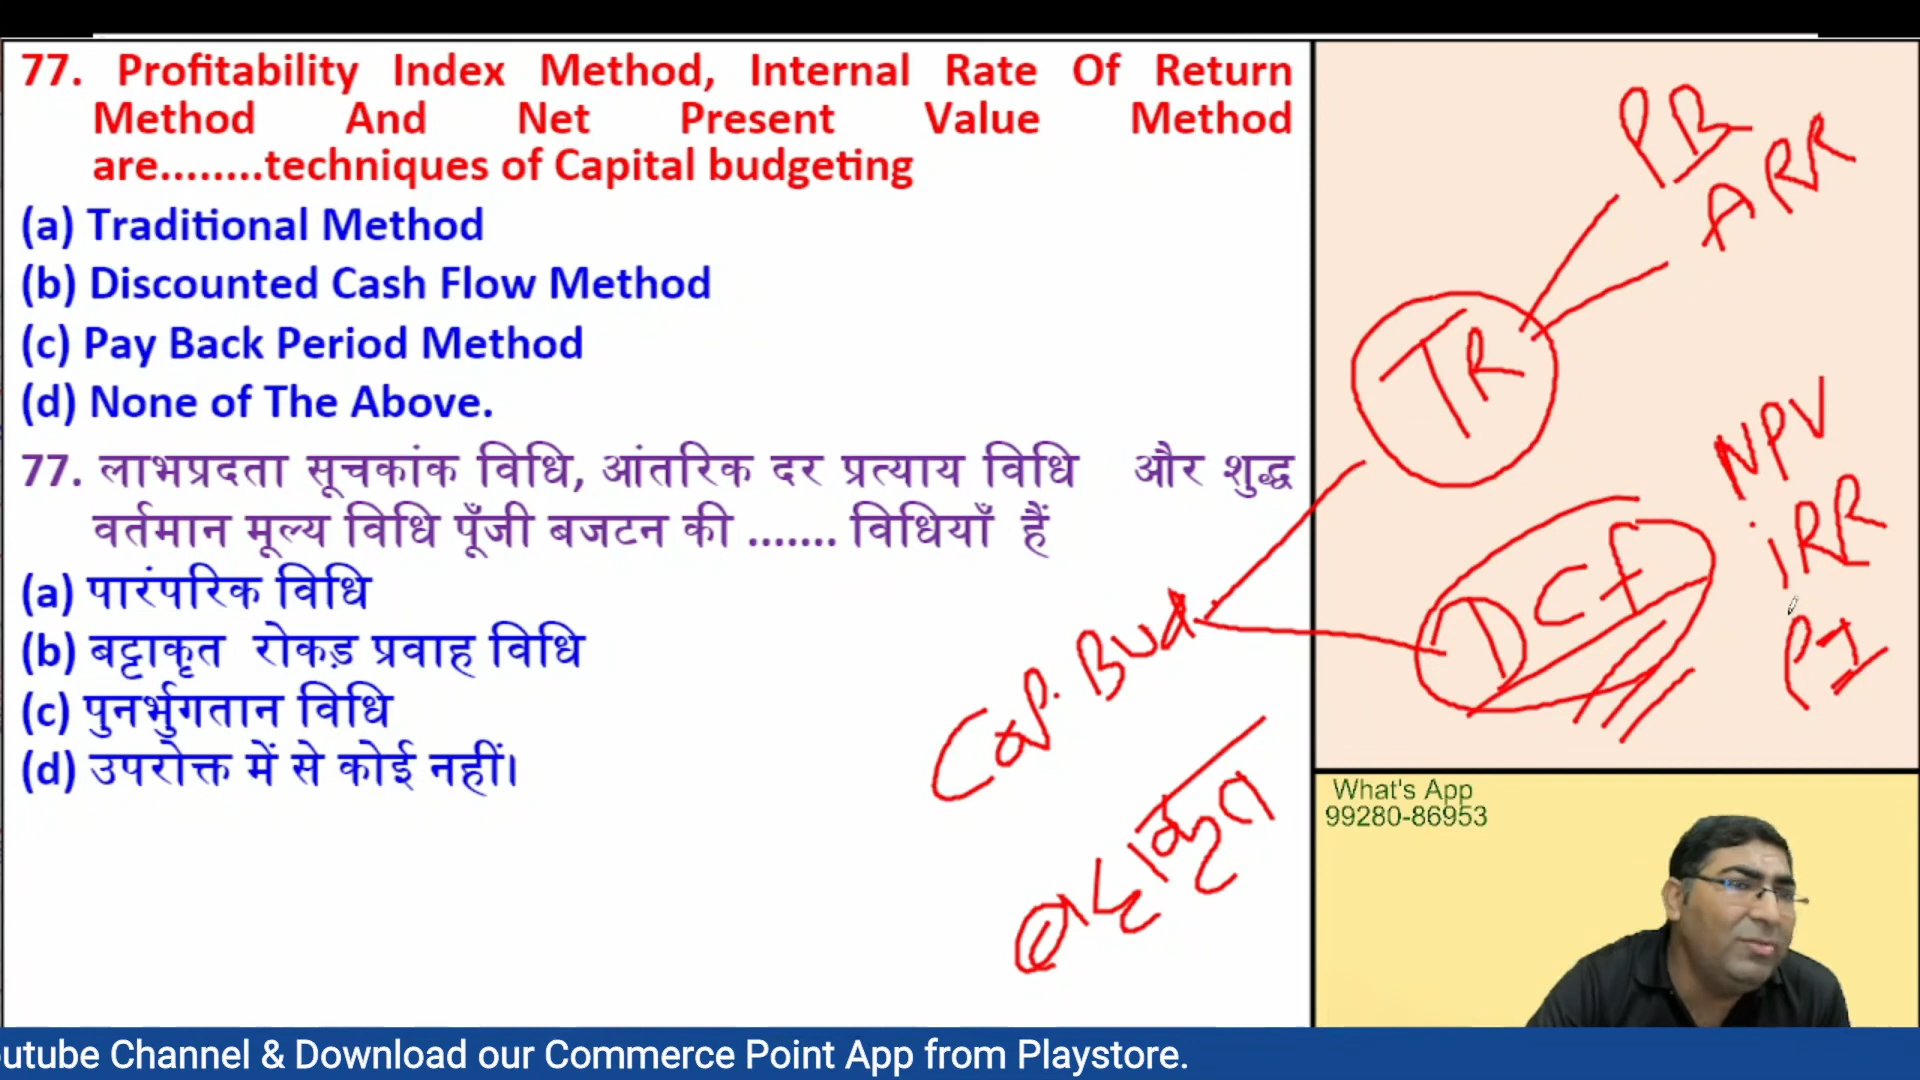 77. Profitability Index Method, Internal Rate Of Return
Method And Net Present Value Method
are........techniques of Capital budgeting
(a) Traditional Method
(b) Discounted Cash Flow Method
(c) Pay Back Period Method
(d) None of The Above.
77. लाभप्रदता सूचकांक विधि, आंतरिक दर प्रत्याय विधि और शुद्ध
वर्तमान मूल्य विधि पूँजी बजटन की ....... विधियाँ हैं
(a) पारंपरिक विधि
(b) बट्टाकृत रोकड़ प्रवाह विधि
(c) पुनर्भुगतान विधि
(d) उपरोक्त में से कोई नहीं।
Cap. Bud
बट्टाकृत
PB
ARR
TR
NPV
IRR
PI
DCF
What's App
99280-86953
outube Channel & Download our Commerce Point App from Playstore.